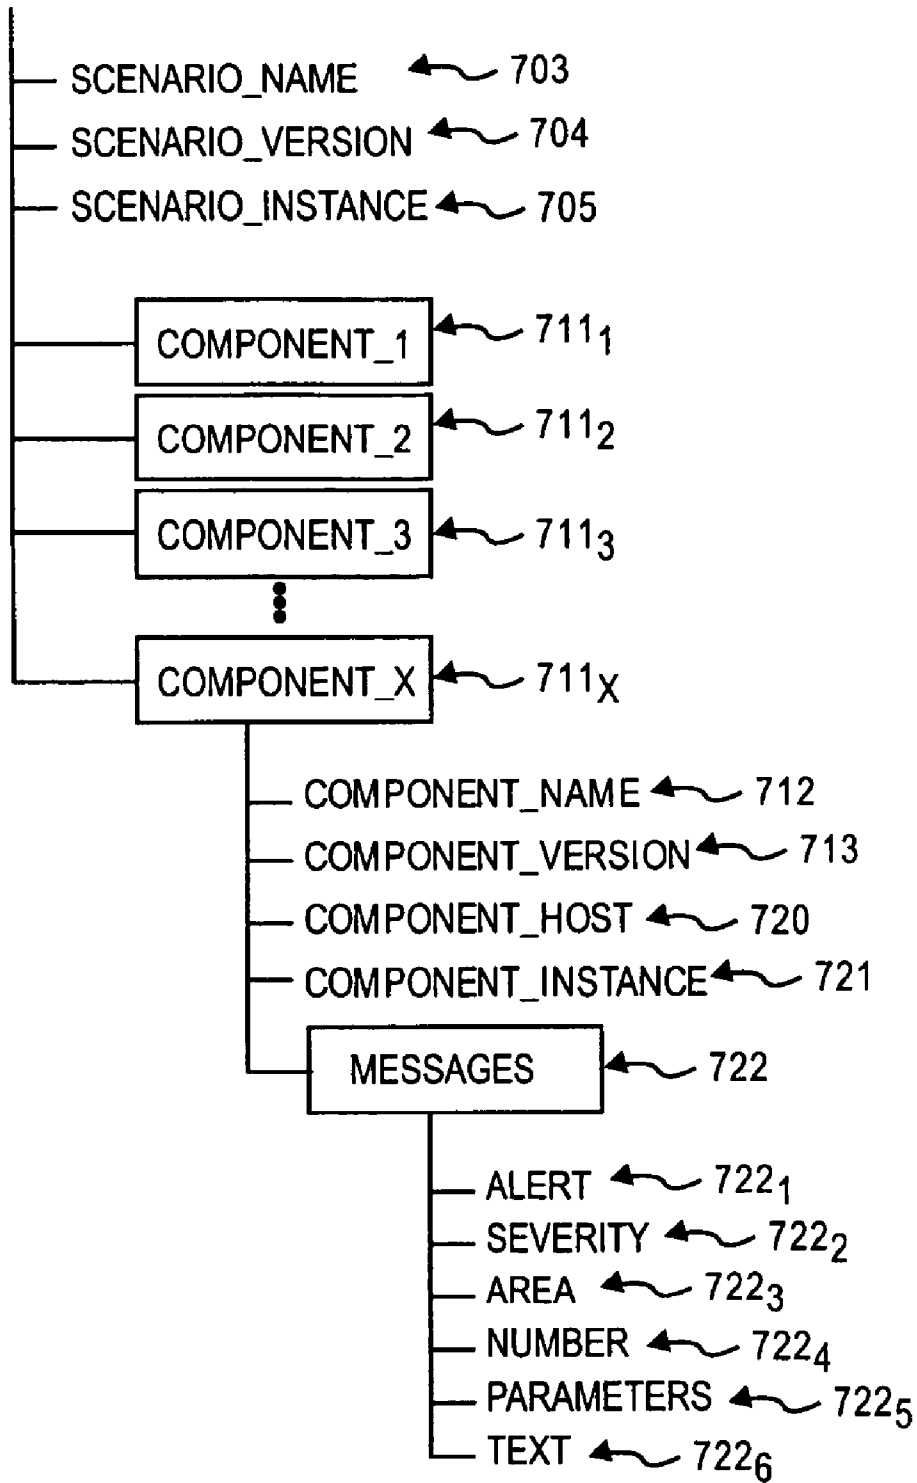 SCENARIO_NAME 703
SCENARIO_VERSION 704
SCENARIO_INSTANCE 705
COMPONENT_1 711₁
COMPONENT_2 711₂
COMPONENT_3 711₃
COMPONENT_X 711ₓ
COMPONENT_NAME 712
COMPONENT_VERSION 713
COMPONENT_HOST 720
COMPONENT_INSTANCE 721
MESSAGES 722
ALERT 722₁
SEVERITY 722₂
AREA 722₃
NUMBER 722₄
PARAMETERS 722₅
TEXT 722₆